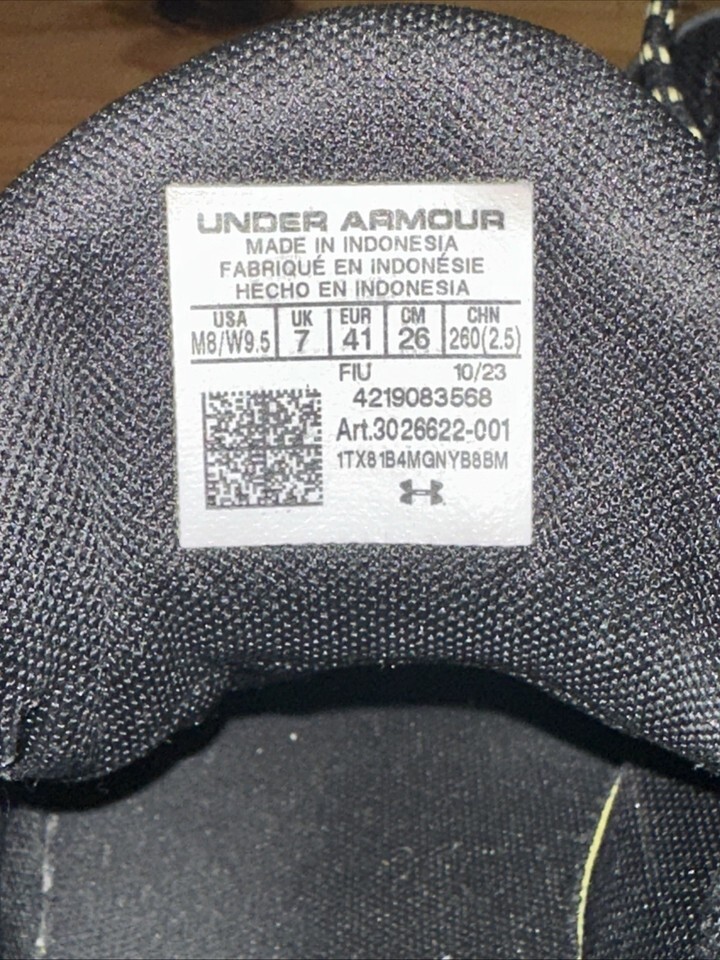 UNDER ARMOUR
MADE IN INDONESIA
FABRIQUÉ EN INDONÉSIE
HECHO EN INDONESIA
USA UK EUR CM CHN
M8/W9.5 7 41 26 260(2.5)
FIU 10/23
4219083568
Art.3026622-001
1TX81B4MGNYB8BM